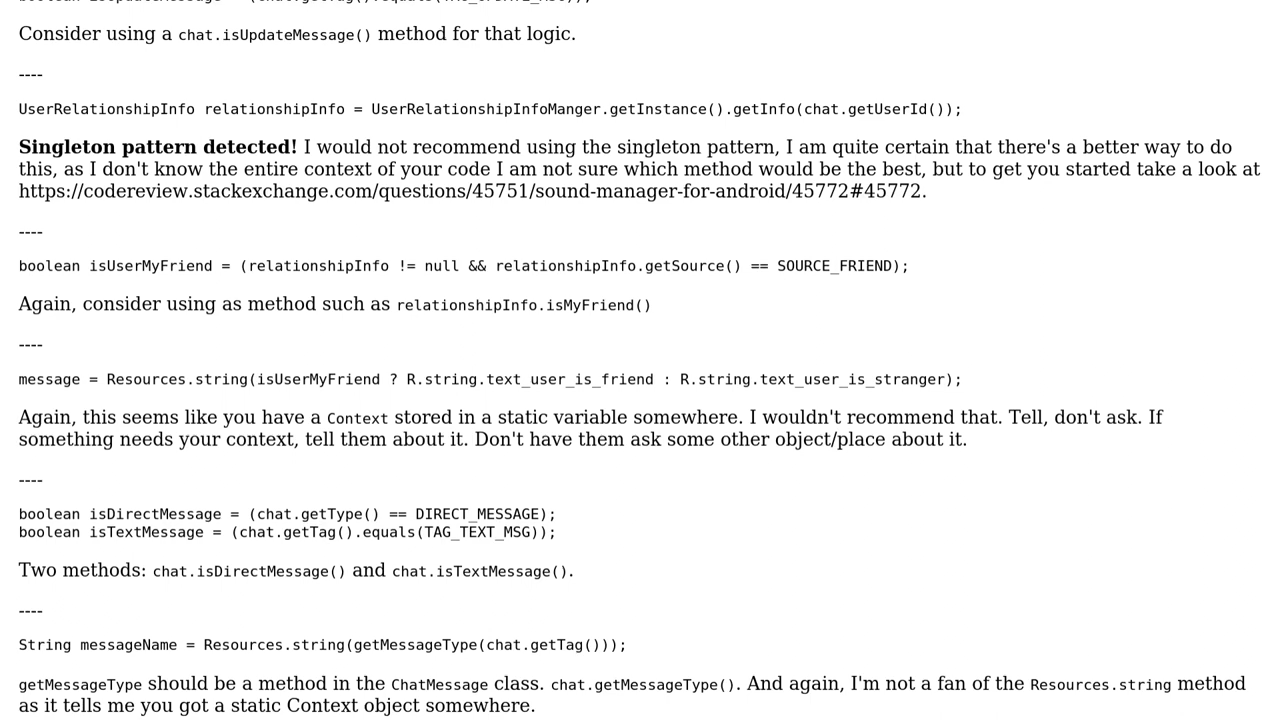 Consider using a chat.isUpdateMessage() method for that logic.
----
UserRelationshipInfo relationshipInfo = UserRelationshipInfoManger.getInstance().getInfo(chat.getUserId());
Singleton pattern detected! I would not recommend using the singleton pattern, I am quite certain that there's a better way to do
this, as I don't know the entire context of your code I am not sure which method would be the best, but to get you started take a look at
https://codereview.stackexchange.com/questions/45751/sound-manager-for-android/45772#45772.
----
boolean isUserMyFriend = (relationshipInfo != null && relationshipInfo.getSource() == SOURCE_FRIEND);
Again, consider using as method such as relationshipInfo.isMyFriend()
----
message = Resources.string(isUserMyFriend ? R.string.text_user_is_friend : R.string.text_user_is_stranger);
Again, this seems like you have a Context stored in a static variable somewhere. I wouldn't recommend that. Tell, don't ask. If
something needs your context, tell them about it. Don't have them ask some other object/place about it.
----
boolean isDirectMessage = (chat.getType() == DIRECT_MESSAGE);
boolean isTextMessage = (chat.getTag().equals(TAG_TEXT_MSG));
Two methods: chat.isDirectMessage() and chat.isTextMessage().
----
String messageName = Resources.string(getMessageType(chat.getTag()));
getMessageType should be a method in the ChatMessage class. chat.getMessageType(). And again, I'm not a fan of the Resources.string method
as it tells me you got a static Context object somewhere.